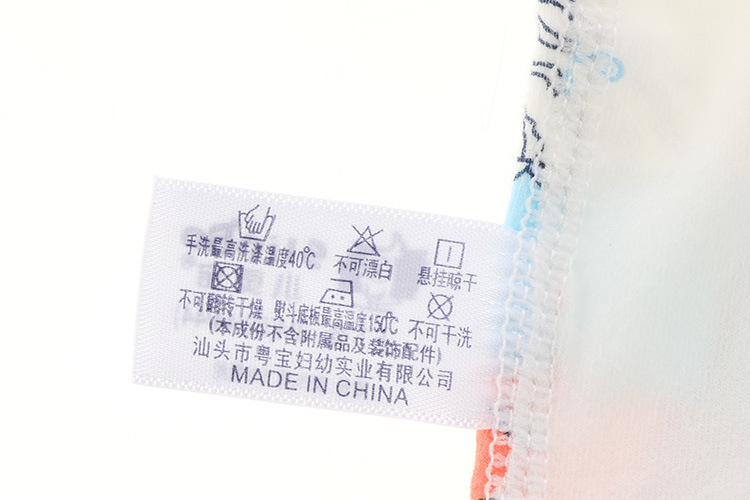 手洗最高洗涤温度40℃
不可漂白
悬挂晾干
不可翻转干燥
熨斗底板最高温度150℃
不可干洗
(本成份不含附属品及装饰配件)
汕头市粤宝妇幼实业有限公司
MADE IN CHINA